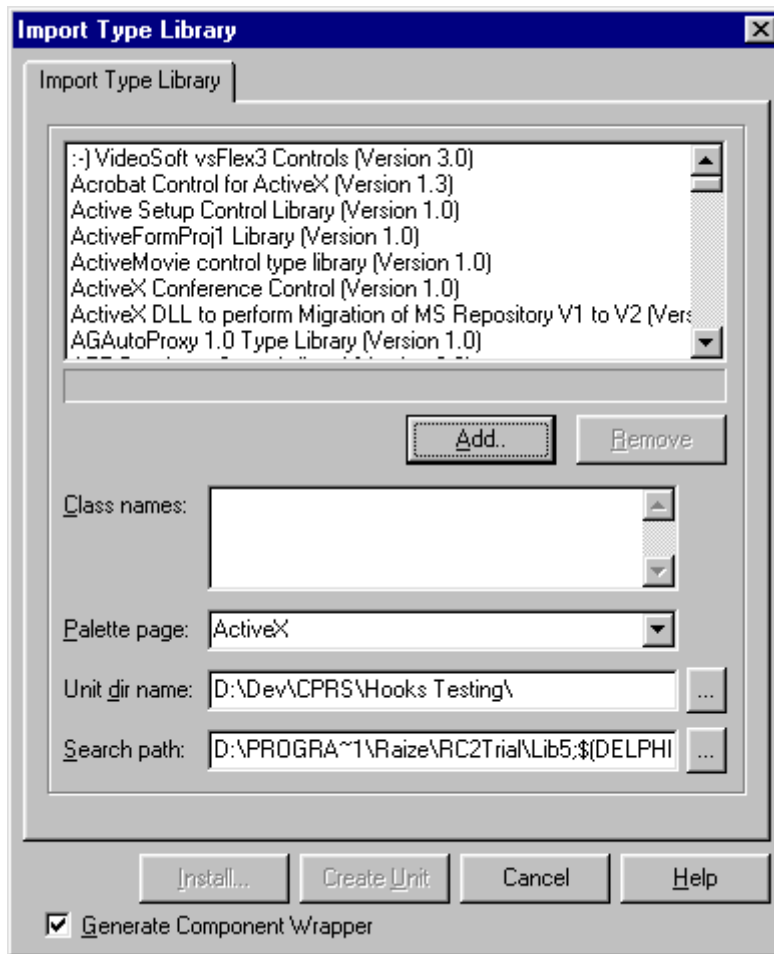 Import Type Library
Import Type Library
:-) VideoSoft vsFlex3 Controls (Version 3.0)
Acrobat Control for ActiveX (Version 1.3)
Active Setup Control Library (Version 1.0)
ActiveFormProj1 Library (Version 1.0)
ActiveMovie control type library (Version 1.0)
ActiveX Conference Control (Version 1.0)
ActiveX DLL to perform Migration of MS Repository V1 to V2 (Vers
AGAutoProxy 1.0 Type Library (Version 1.0)
Add.. Remove
Class names:
Palette page: ActiveX
Unit dir name: D:\Dev\CPRS\Hooks Testing\ ...
Search path: D:\PROGRA~1\Raize\RC2Trial\Lib5;$(DELPHI ...
Install... Create Unit Cancel Help
Generate Component Wrapper